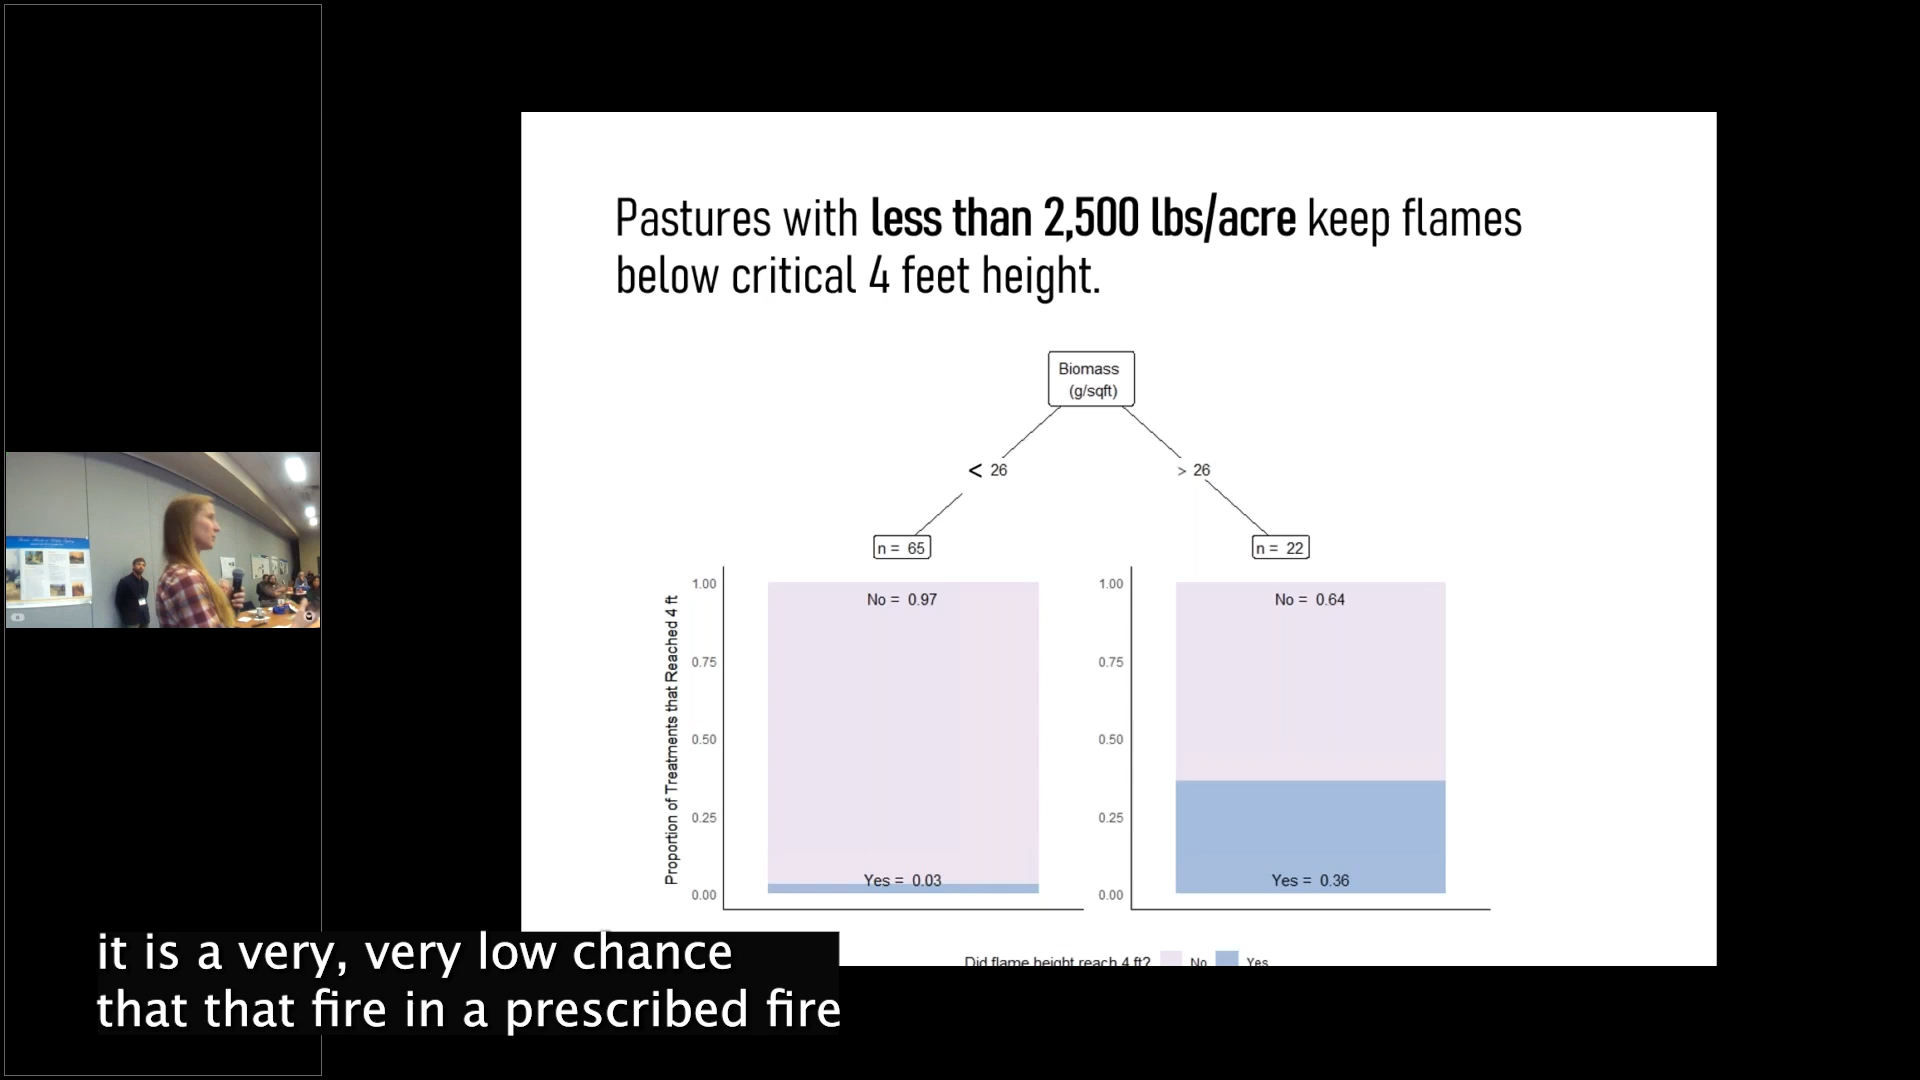 Pastures with less than 2,500 lbs/acre keep flames
below critical 4 feet height.
Biomass
(g/sqft)
< 26
> 26
n = 65
n = 22
Proportion of Treatments that Reached 4 ft
1.00
0.75
0.50
0.25
0.00
No = 0.97
Yes = 0.03
1.00
0.75
0.50
0.25
0.00
No = 0.64
Yes = 0.36
Did flame height reach 4 ft? No Yes
it is a very, very low chance
that that fire in a prescribed fire